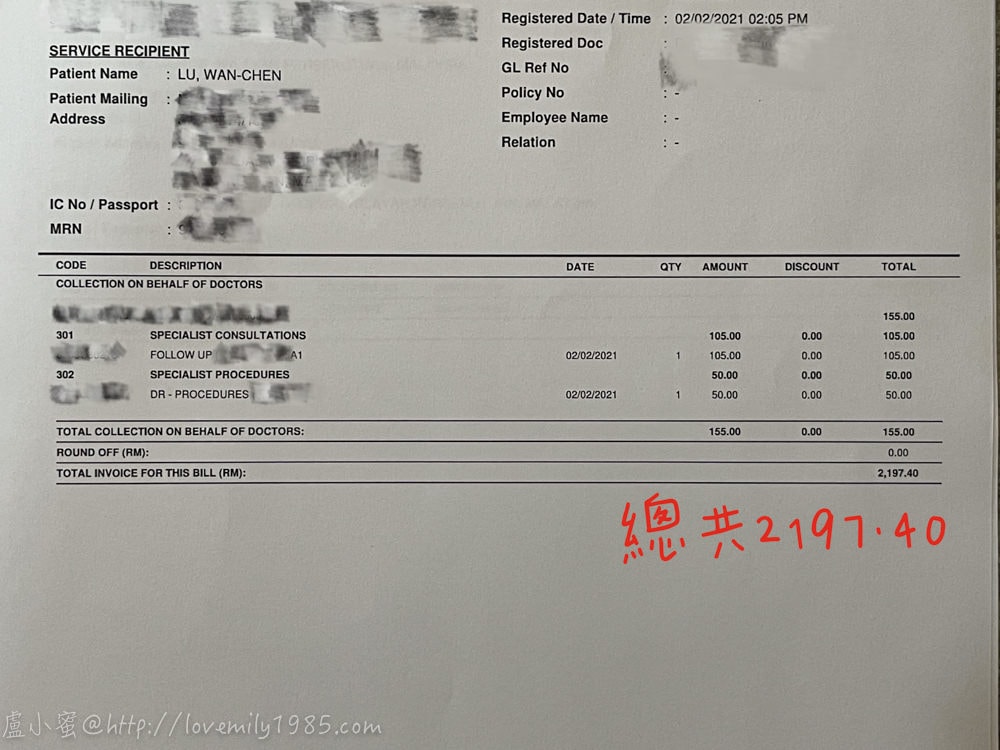 Registered Date / Time : 02/02/2021 02:05 PM
SERVICE RECIPIENT
Registered Doc :
Patient Name : LU, WAN-CHEN
GL Ref No :
Patient Mailing Address :
Policy No : -
Employee Name : -
Relation : -
IC No / Passport :
MRN :
CODE DESCRIPTION DATE QTY AMOUNT DISCOUNT TOTAL
COLLECTION ON BEHALF OF DOCTORS
155.00
301 SPECIALIST CONSULTATIONS 105.00 0.00 105.00
FOLLOW UP A1 02/02/2021 1 105.00 0.00 105.00
302 SPECIALIST PROCEDURES 50.00 0.00 50.00
DR - PROCEDURES 02/02/2021 1 50.00 0.00 50.00
TOTAL COLLECTION ON BEHALF OF DOCTORS: 155.00 0.00 155.00
ROUND OFF (RM): 0.00
TOTAL INVOICE FOR THIS BILL (RM): 2,197.40
總共2197.40
盧小蜜@http://lovemily1985.com